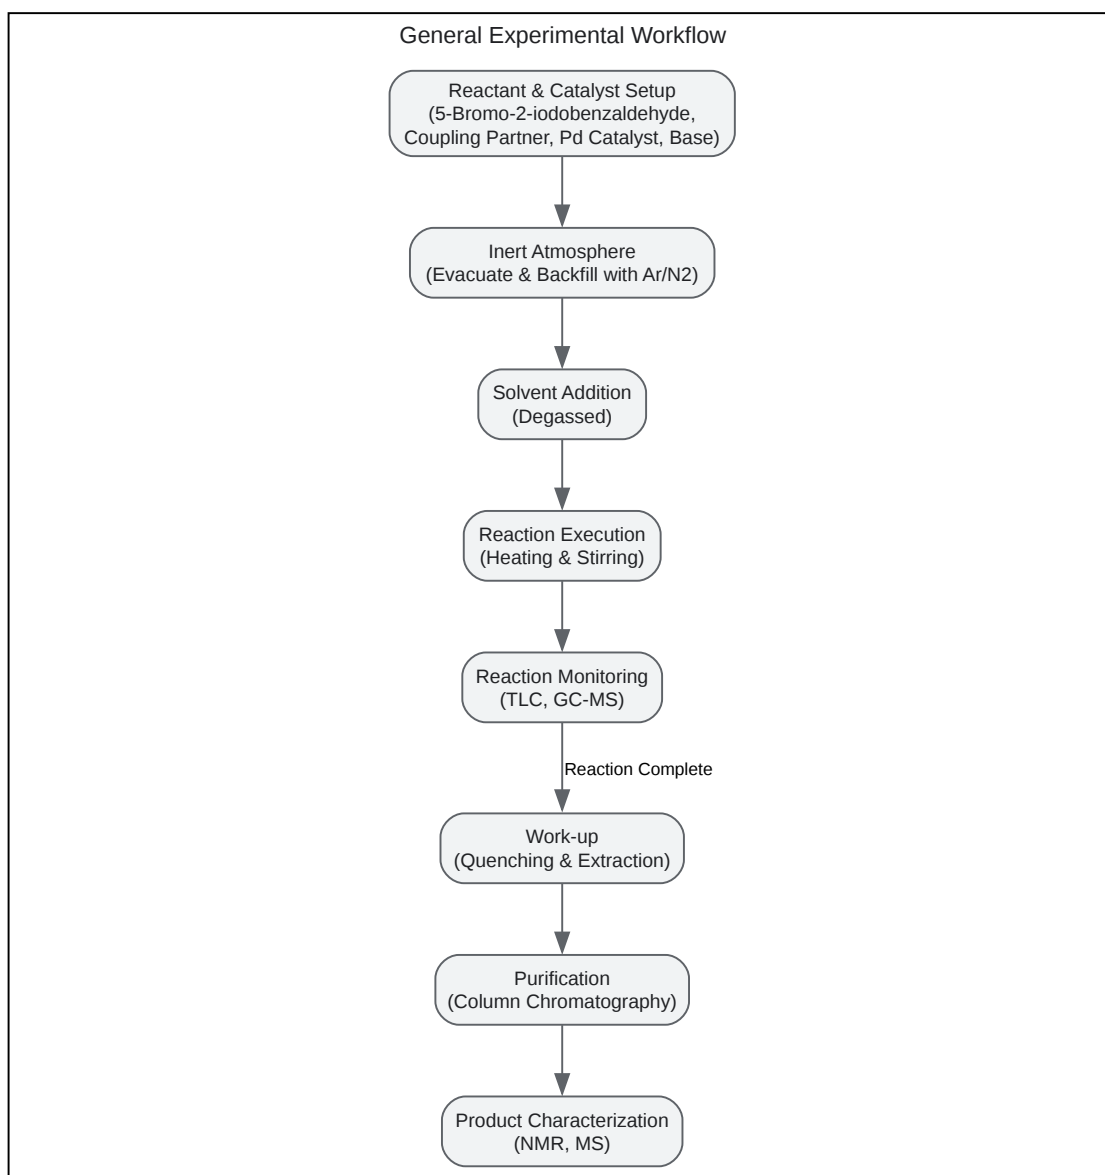 General Experimental Workflow
Reactant & Catalyst Setup
(5-Bromo-2-iodobenzaldehyde,
Coupling Partner, Pd Catalyst, Base)
Inert Atmosphere
(Evacuate & Backfill with Ar/N2)
Solvent Addition
(Degassed)
Reaction Execution
(Heating & Stirring)
Reaction Monitoring
(TLC, GC-MS)
Reaction Complete
Work-up
(Quenching & Extraction)
Purification
(Column Chromatography)
Product Characterization
(NMR, MS)